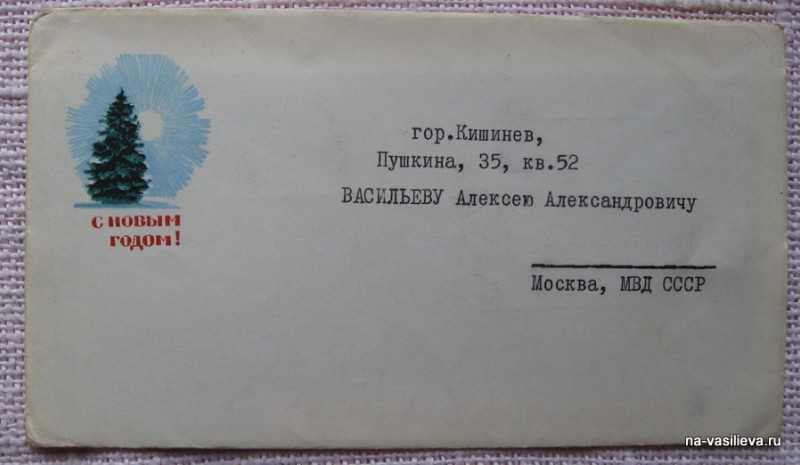 С НОВЫМ
ГОДОМ!
гор.Кишинев,
Пушкина, 35, кв.52
ВАСИЛЬЕВУ Алексею Александровичу
Москва, МВД СССР
na-vasilieva.ru